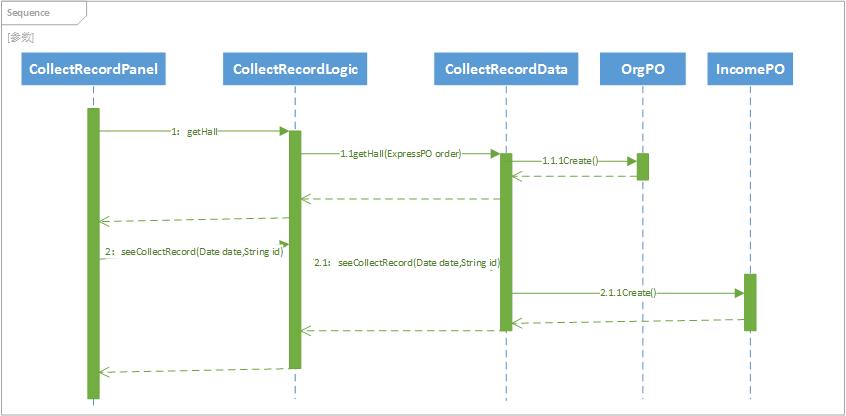 Sequence
[参数]
CollectRecordPanel
CollectRecordLogic
CollectRecordData
OrgPO
IncomePO
1：getHall
1.1getHall(ExpressPO order)
1.1.1Create()
2：seeCollectRecord(Date date,String id)
2.1：seeCollectRecord(Date date,String id)
2.1.1Create()